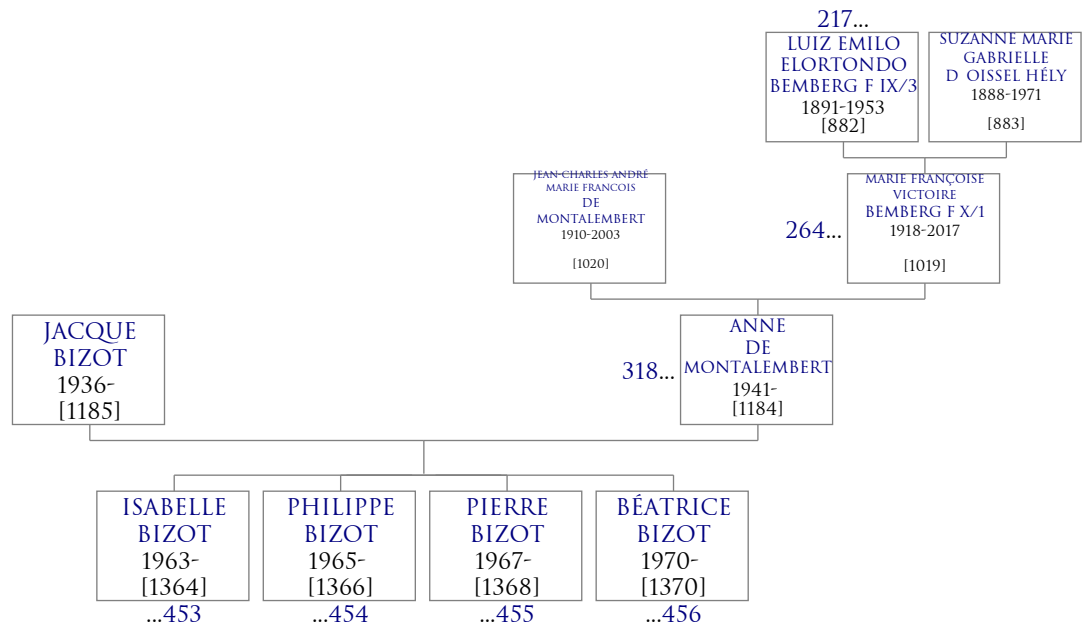 217...
LUIZ EMILO
ELORTONDO
BEMBERG F IX/3
1891-1953
[882]
SUZANNE MARIE
GABRIELLE
D OISSEL HÉLY
1888-1971
[883]
JEAN-CHARLES ANDRÉ
MARIE FRANCOIS
DE
MONTALEMBERT
1910-2003
[1020]
264...
MARIE FRANÇOISE
VICTOIRE
BEMBERG F X/1
1918-2017
[1019]
JACQUE
BIZOT
1936-
[1185]
318...
ANNE
DE
MONTALEMBERT
1941-
[1184]
ISABELLE
BIZOT
1963-
[1364]
...453
PHILIPPE
BIZOT
1965-
[1366]
...454
PIERRE
BIZOT
1967-
[1368]
...455
BÉATRICE
BIZOT
1970-
[1370]
...456